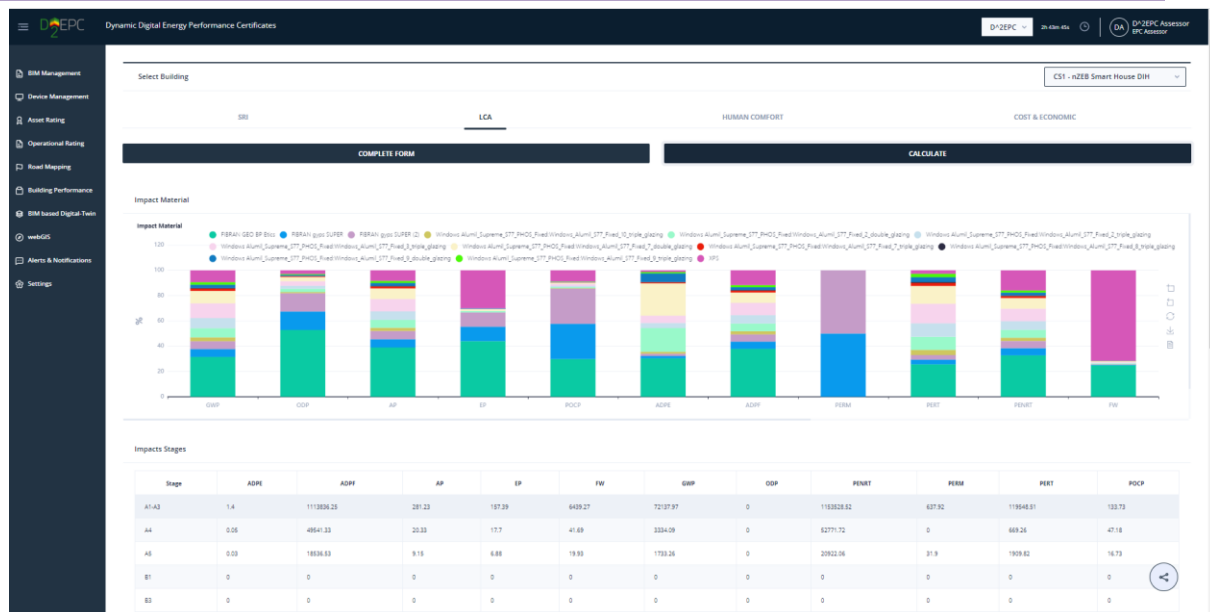 D^2EPC
Dynamic Digital Energy Performance Certificates
D^2EPC
2h 43m 45s
DA
D^2EPC Assessor
EPC Assessor
BIM Management
Device Management
Asset Rating
Operational Rating
Road Mapping
Building Performance
BIM based Digital-Twin
webGIS
Alerts & Notifications
Settings
Select Building
CS1 - nZEB Smart House DIH
SRI
LCA
HUMAN COMFORT
COST & ECONOMIC
COMPLETE FORM
CALCULATE
Impact Material
Impact Material
FIBRAN GEO BP Etics FIBRAN gyps SUPER FIBRAN gyps SUPER (2) Windows Alumil_Supreme_S77_PHOS_Fixed:Windows_Alumil_S77_Fixed_10_triple_glazing Windows Alumil_Supreme_S77_PHOS_Fixed:Windows_Alumil_S77_Fixed_2_double_glazing Windows Alumil_Supreme_S77_PHOS_Fixed:Windows_Alumil_S77_Fixed_2_triple_glazing
Windows Alumil_Supreme_S77_PHOS_Fixed:Windows_Alumil_S77_Fixed_3_triple_glazing Windows Alumil_Supreme_S77_PHOS_Fixed:Windows_Alumil_S77_Fixed_7_double_glazing Windows Alumil_Supreme_S77_PHOS_Fixed:Windows_Alumil_S77_Fixed_7_triple_glazing Windows Alumil_Supreme_S77_PHOS_Fixed:Windows_Alumil_S77_Fixed_8_triple_glazing
Windows Alumil_Supreme_S77_PHOS_Fixed:Windows_Alumil_S77_Fixed_9_double_glazing Windows Alumil_Supreme_S77_PHOS_Fixed:Windows_Alumil_S77_Fixed_9_triple_glazing XPS
120
100
80
%
60
40
20
0
GWP ODP AP EP POCP ADPE ADPF PERM PERT PENRT FW
Impacts Stages
Stage ADPE ADPF AP EP FW GWP ODP PENRT PERM PERT POCP
A1-A3 1.4 1113836.25 281.23 157.39 6439.27 72137.97 0 1183528.82 637.92 119548.91 133.73
A4 0.05 49541.33 20.33 17.7 41.69 3334.09 0 52771.72 0 669.26 47.18
A5 0.03 18036.53 9.15 6.88 19.93 1733.26 0 20922.06 31.9 1909.82 16.73
B1 0 0 0 0 0 0 0 0 0 0 0
B3 0 0 0 0 0 0 0 0 0 0 0